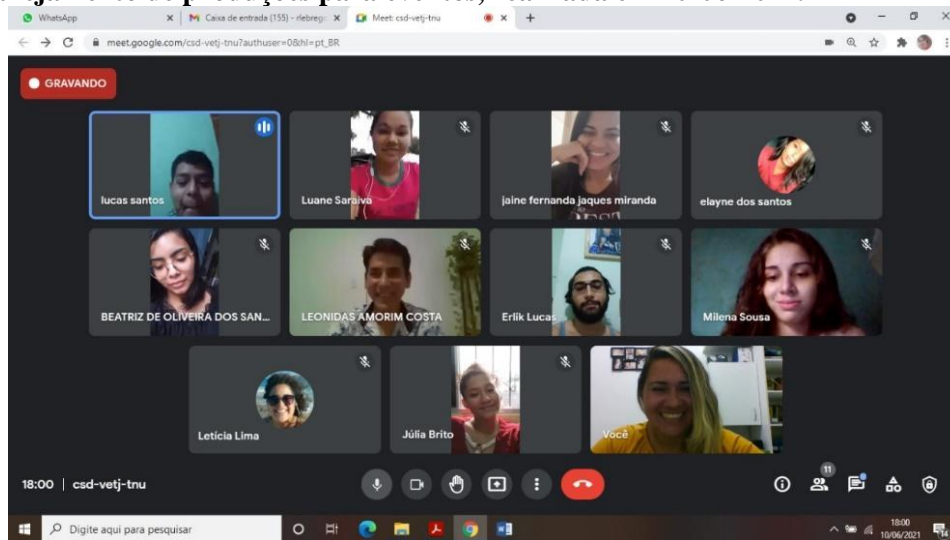 WhatsApp
Caixa de entrada (155) - rlebreg
Meet: csd-vetj-tnu
meet.google.com/csd-vetj-tnu?authuser=0&hl=pt_BR
GRAVANDO
lucas santos
Luane Saraiva
jaine fernanda jaques miranda
elayne dos santos
BEATRIZ DE OLIVEIRA DOS SAN...
LEONIDAS AMORIM COSTA
Erlik Lucas
Milena Sousa
Letícia Lima
Júlia Brito
Você
18:00 | csd-vetj-tnu
11
Digite aqui para pesquisar
18:00
10/06/2021